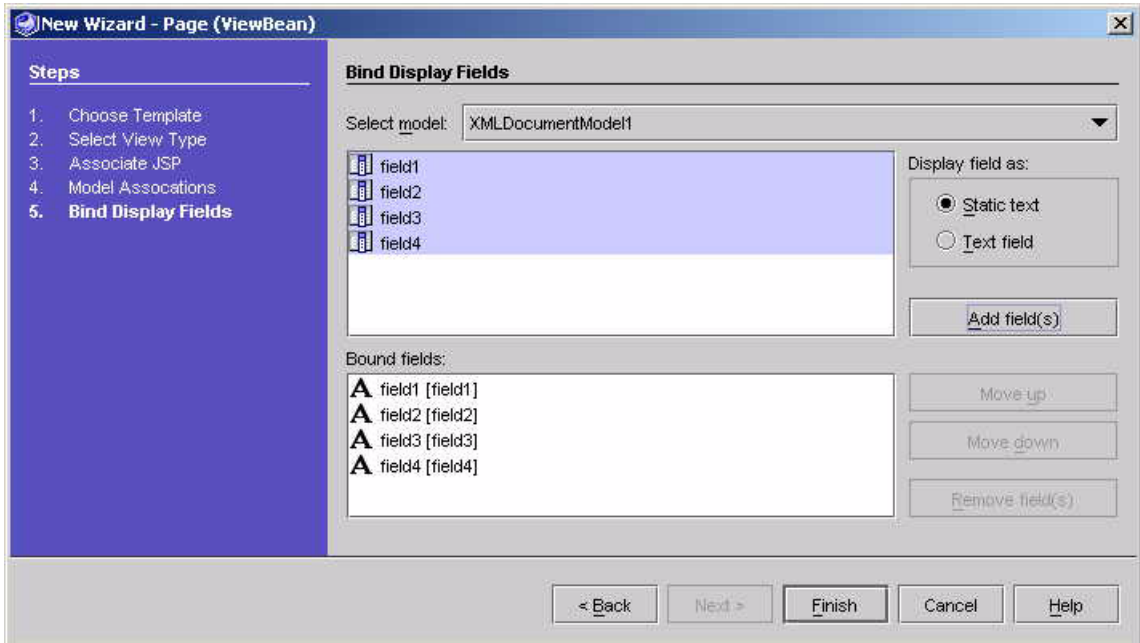 New Wizard - Page (ViewBean)
Steps
1. Choose Template
2. Select View Type
3. Associate JSP
4. Model Assocations
5. Bind Display Fields
Bind Display Fields
Select model: XMLDocumentModel1
field1
field2
field3
field4
Display field as:
Static text
Text field
Add field(s)
Bound fields:
A field1 [field1]
A field2 [field2]
A field3 [field3]
A field4 [field4]
Move up
Move down
Remove field(s)
< Back Next > Finish Cancel Help